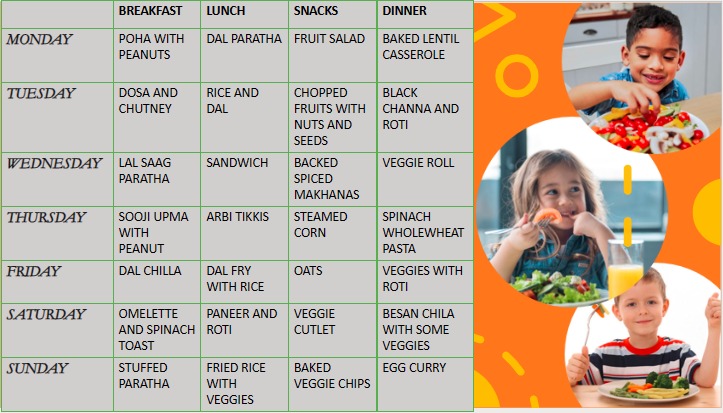 BREAKFAST LUNCH SNACKS DINNER
MONDAY POHA WITH PEANUTS DAL PARATHA FRUIT SALAD BAKED LENTIL CASSEROLE
TUESDAY DOSA AND CHUTNEY RICE AND DAL CHOPPED FRUITS WITH NUTS AND SEEDS BLACK CHANNA AND ROTI
WEDNESDAY LAL SAAG PARATHA SANDWICH BACKED SPICED MAKHANAS VEGGIE ROLL
THURSDAY SOOJI UPMA WITH PEANUT ARBI TIKKIS STEAMED CORN SPINACH WHOLEWHEAT PASTA
FRIDAY DAL CHILLA DAL FRY WITH RICE OATS VEGGIES WITH ROTI
SATURDAY OMELETTE AND SPINACH TOAST PANEER AND ROTI VEGGIE CUTLET BESAN CHILA WITH SOME VEGGIES
SUNDAY STUFFED PARATHA FRIED RICE WITH VEGGIES BAKED VEGGIE CHIPS EGG CURRY